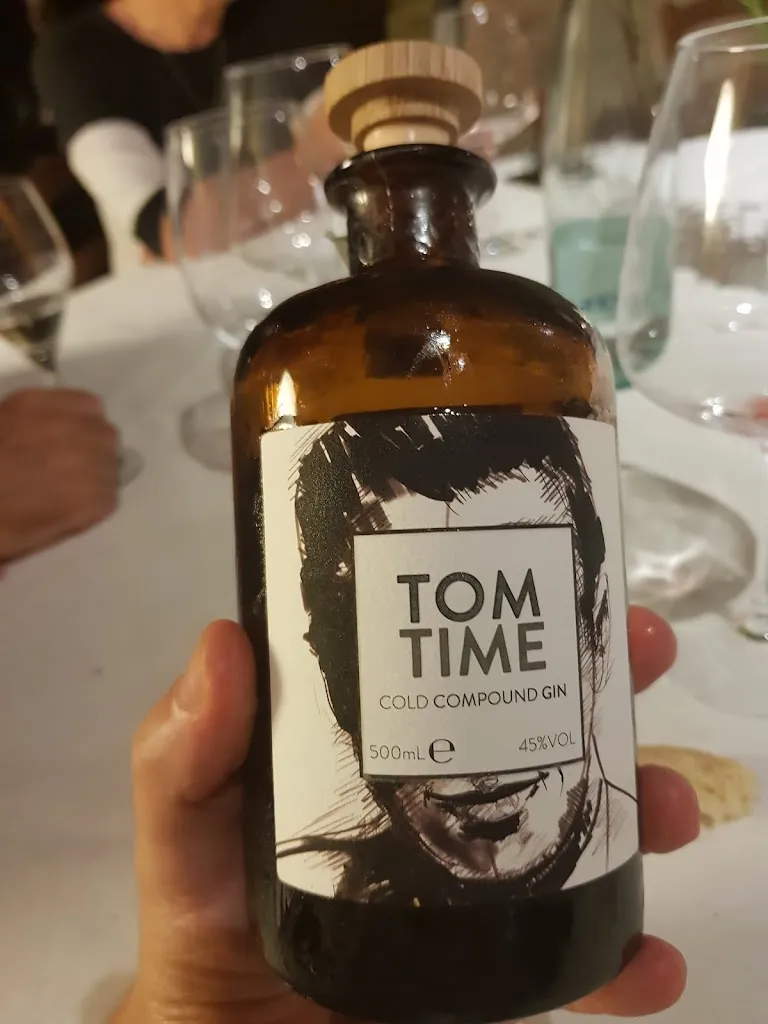 TOM
TIME
COLD COMPOUND GIN
500mL e 45%VOL